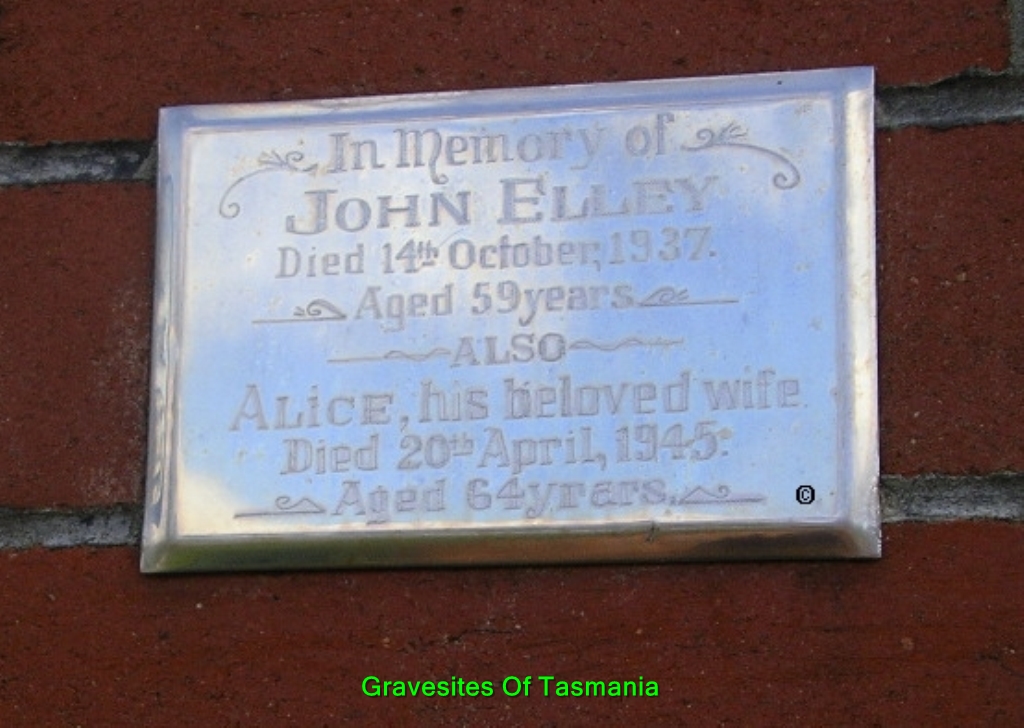 In Memory of
JOHN ELLEY
Died 14th October, 1937.
Aged 59 years
ALSO
ALICE, his beloved wife
Died 20th April, 1945.
Aged 64 years.
©
Gravesites Of Tasmania